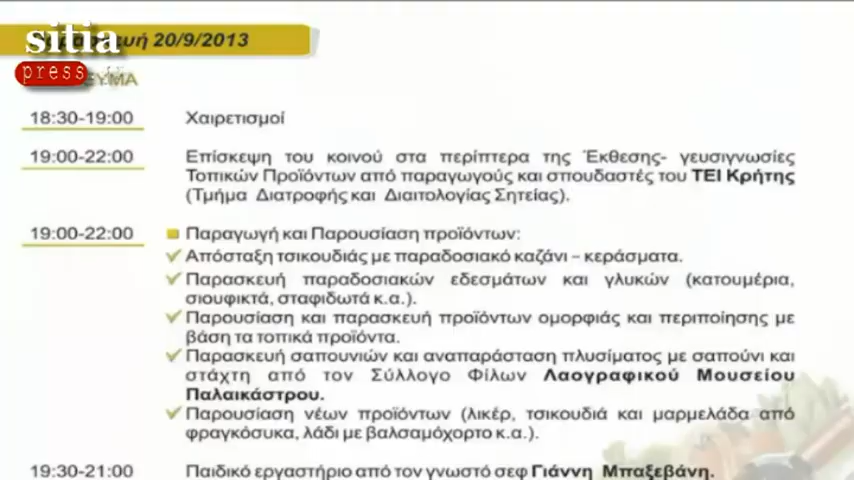 sitia
press
ευή 20/9/2013
ΕΥΜΑ
18:30-19:00 Χαιρετισμοί
19:00-22:00 Επίσκεψη του κοινού στα περίπτερα της Έκθεσης- γευσιγνωσίες
Τοπικών Προϊόντων από παραγωγούς και σπουδαστές του ΤΕΙ Κρήτης
(Τμήμα Διατροφής και Διαιτολογίας Σητείας).
19:00-22:00 Παραγωγή και Παρουσίαση προϊόντων:
Απόσταξη τσικουδιάς με παραδοσιακό καζάνι – κεράσματα.
Παρασκευή παραδοσιακών εδεσμάτων και γλυκών (κατουμέρια,
σιουφικτά, σταφιδωτά κ.α.).
Παρουσίαση και παρασκευή προϊόντων ομορφιάς και περιποίησης με
βάση τα τοπικά προϊόντα.
Παρασκευή σαπουνιών και αναπαράσταση πλυσίματος με σαπούνι και
στάχτη από τον Σύλλογο Φίλων Λαογραφικού Μουσείου
Παλαικάστρου.
Παρουσίαση νέων προϊόντων (λικέρ, τσικουδιά και μαρμελάδα από
φραγκόσυκα, λάδι με βαλσαμόχορτο κ.α.).
19:30-21:00 Παιδικό εργαστήριο από τον γνωστό σεφ Γιάννη Μπαξεβάνη.